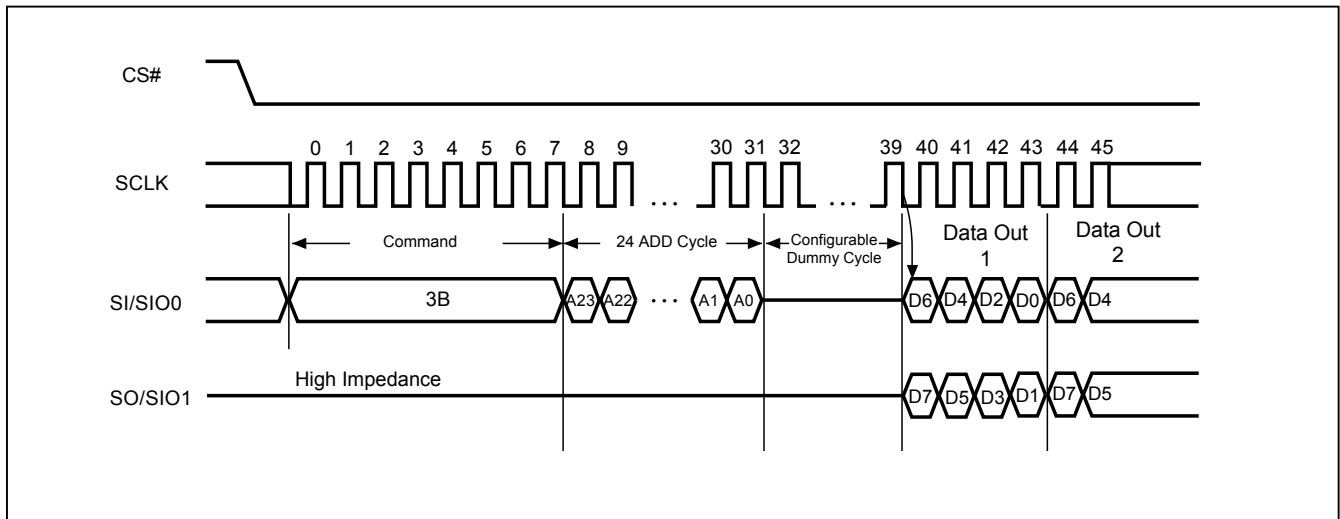 CS#
0 1 2 3 4 5 6 7 8 9 30 31 32 39 40 41 42 43 44 45
SCLK
... ...
Command 24 ADD Cycle Configurable Dummy Cycle Data Out 1 Data Out 2
SI/SIO0 3B A23 A22 ... A1 A0 D6 D4 D2 D0 D6 D4
High Impedance
SO/SIO1 D7 D5 D3 D1 D7 D5